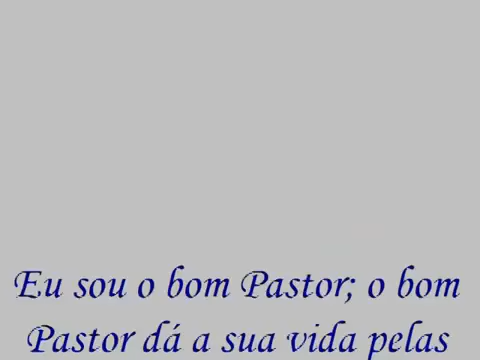 Eu sou o bom Pastor; o bom
Pastor dá a sua vida pelas